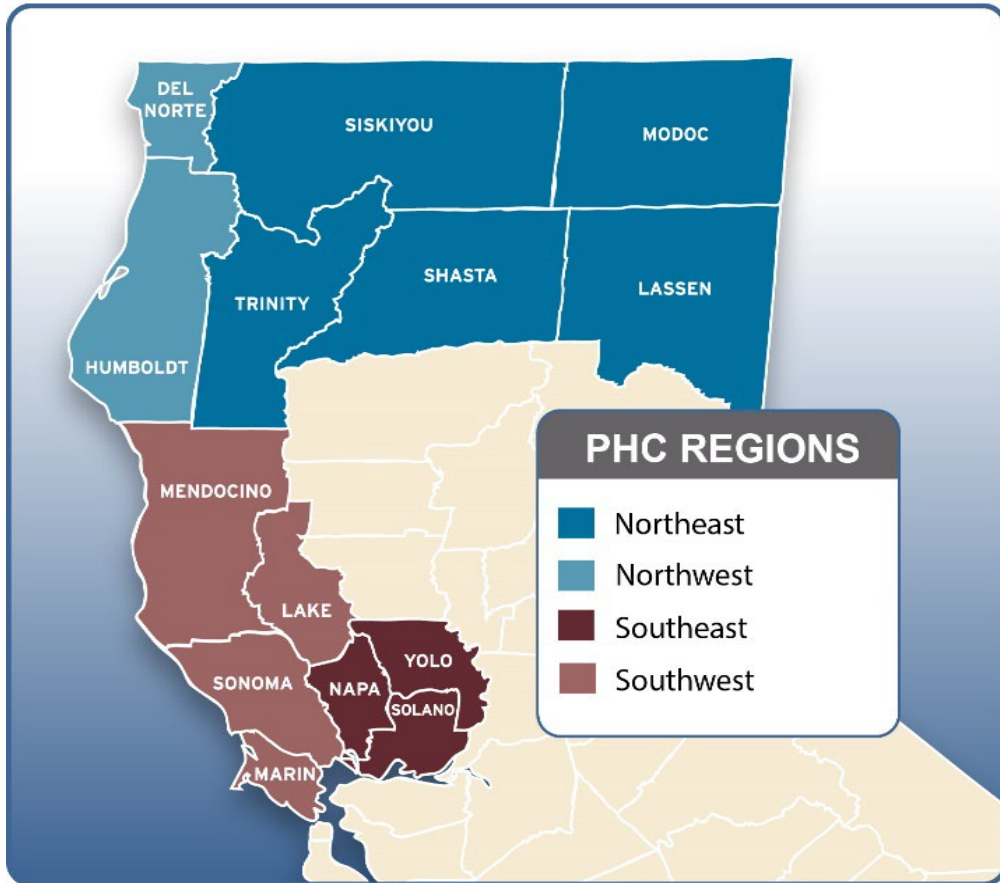 DEL
NORTE
SISKIYOU
MODOC
TRINITY
SHASTA
LASSEN
HUMBOLDT
MENDOCINO
LAKE
SONOMA
NAPA
YOLO
SOLANO
MARIN
PHC REGIONS
Northeast
Northwest
Southeast
Southwest